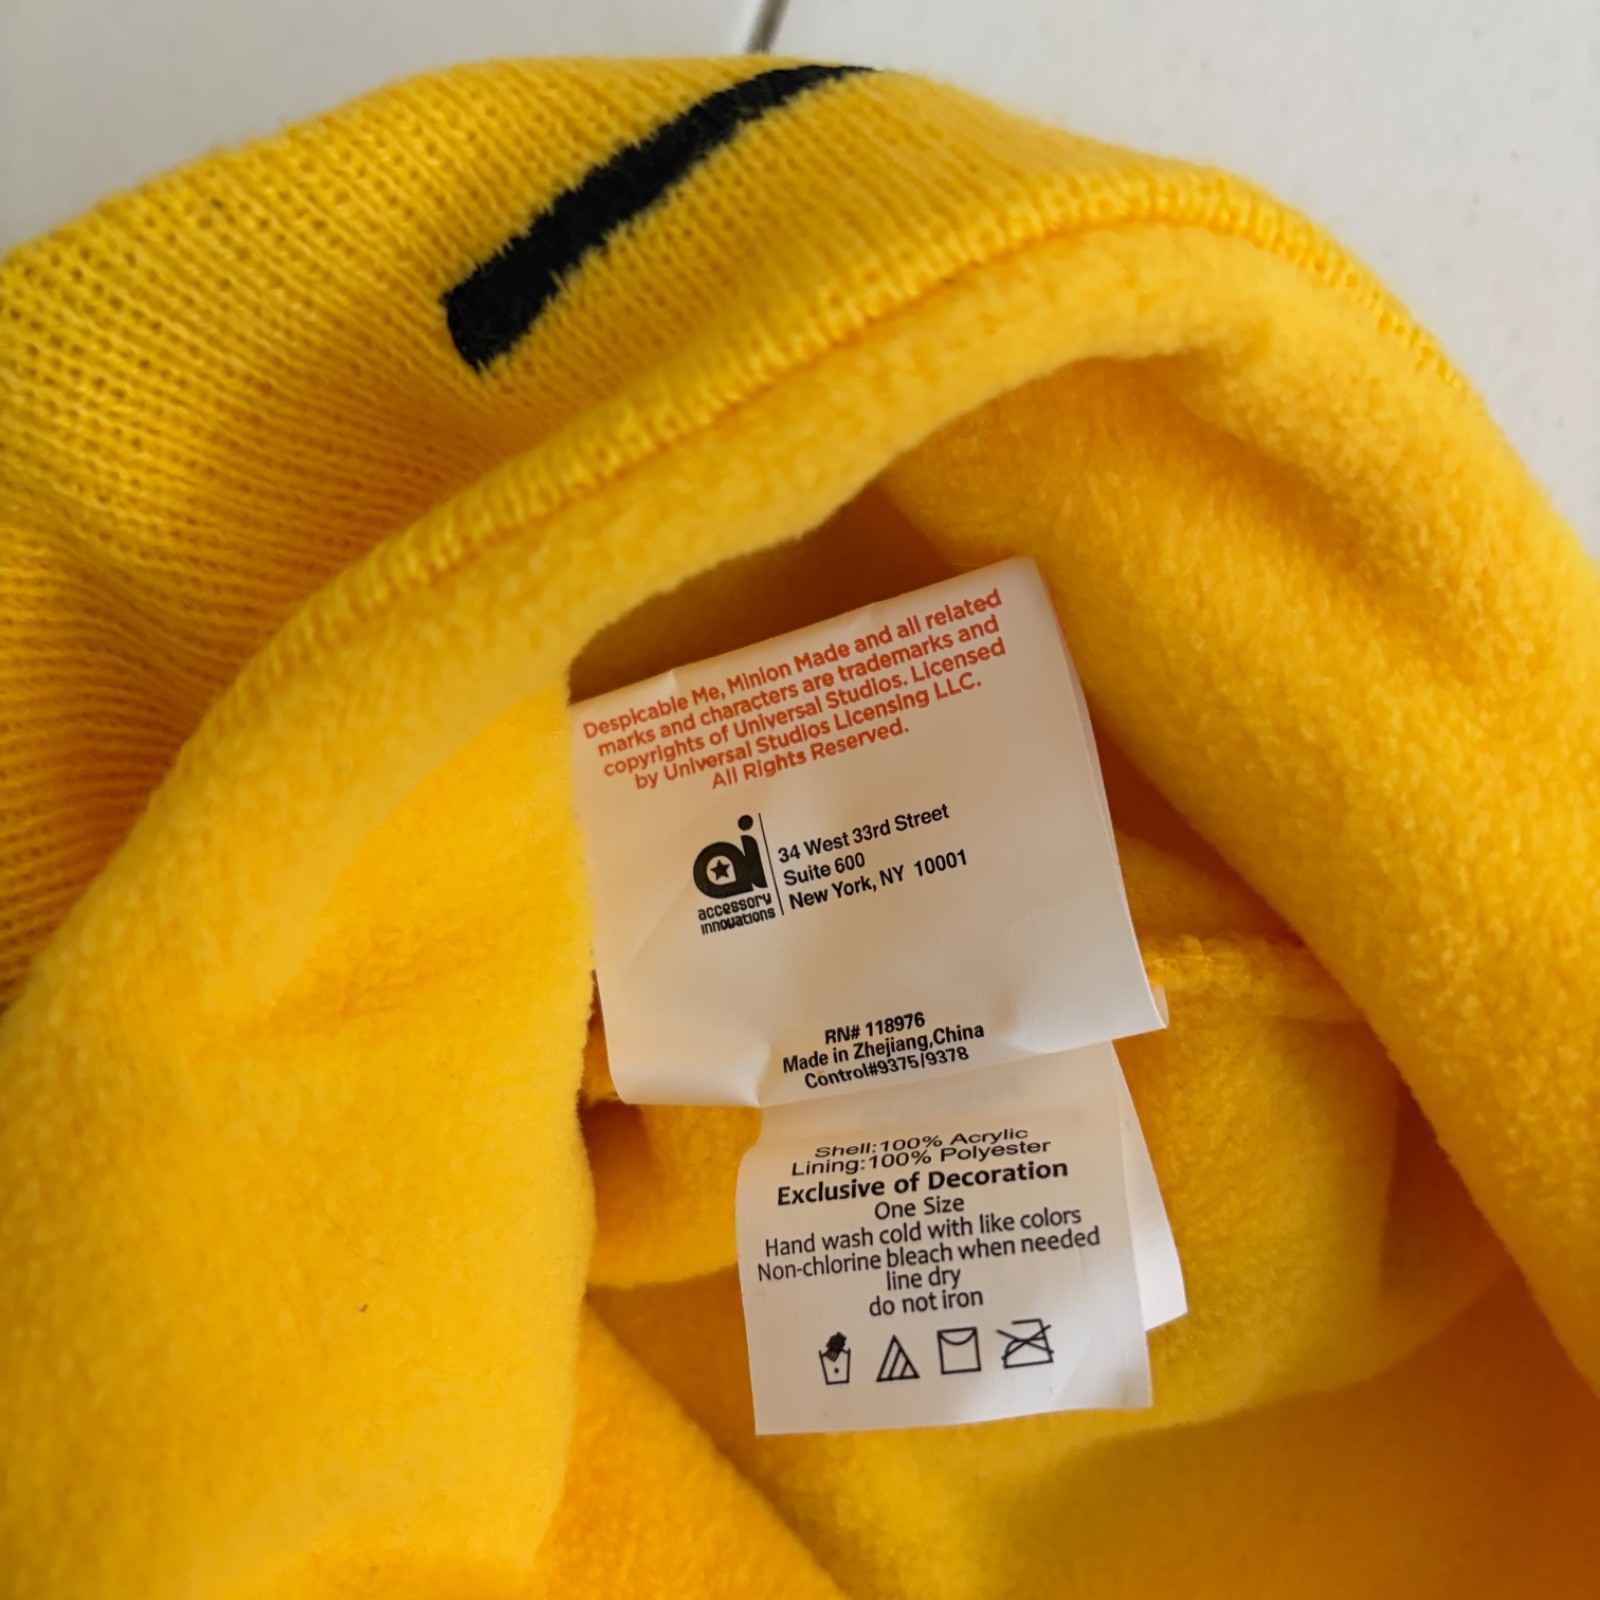 Despicable Me, Minion Made and all related
marks and characters are trademarks and
copyrights of Universal Studios. Licensed
by Universal Studios Licensing LLC.
All Rights Reserved.
ai
accessory
innovations
34 West 33rd Street
Suite 600
New York, NY 10001
RN# 118976
Made in Zhejiang,China
Control#9375/9378
Shell:100% Acrylic
Lining:100% Polyester
Exclusive of Decoration
One Size
Hand wash cold with like colors
Non-chlorine bleach when needed
line dry
do not iron